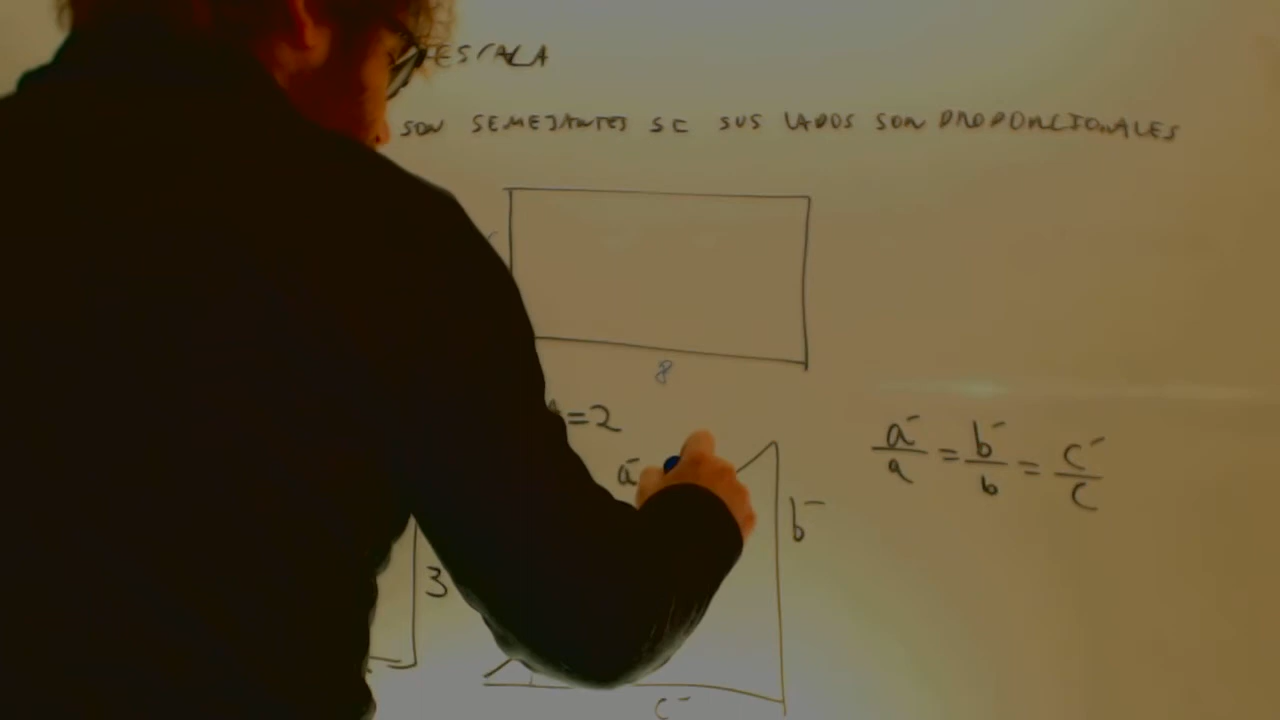 ESCALA
SON SEMEJANTES SI SUS LADOS SON PROPORCIONALES
8
=2
a'
b'
a'/a = b'/b = c'/c
3
c'